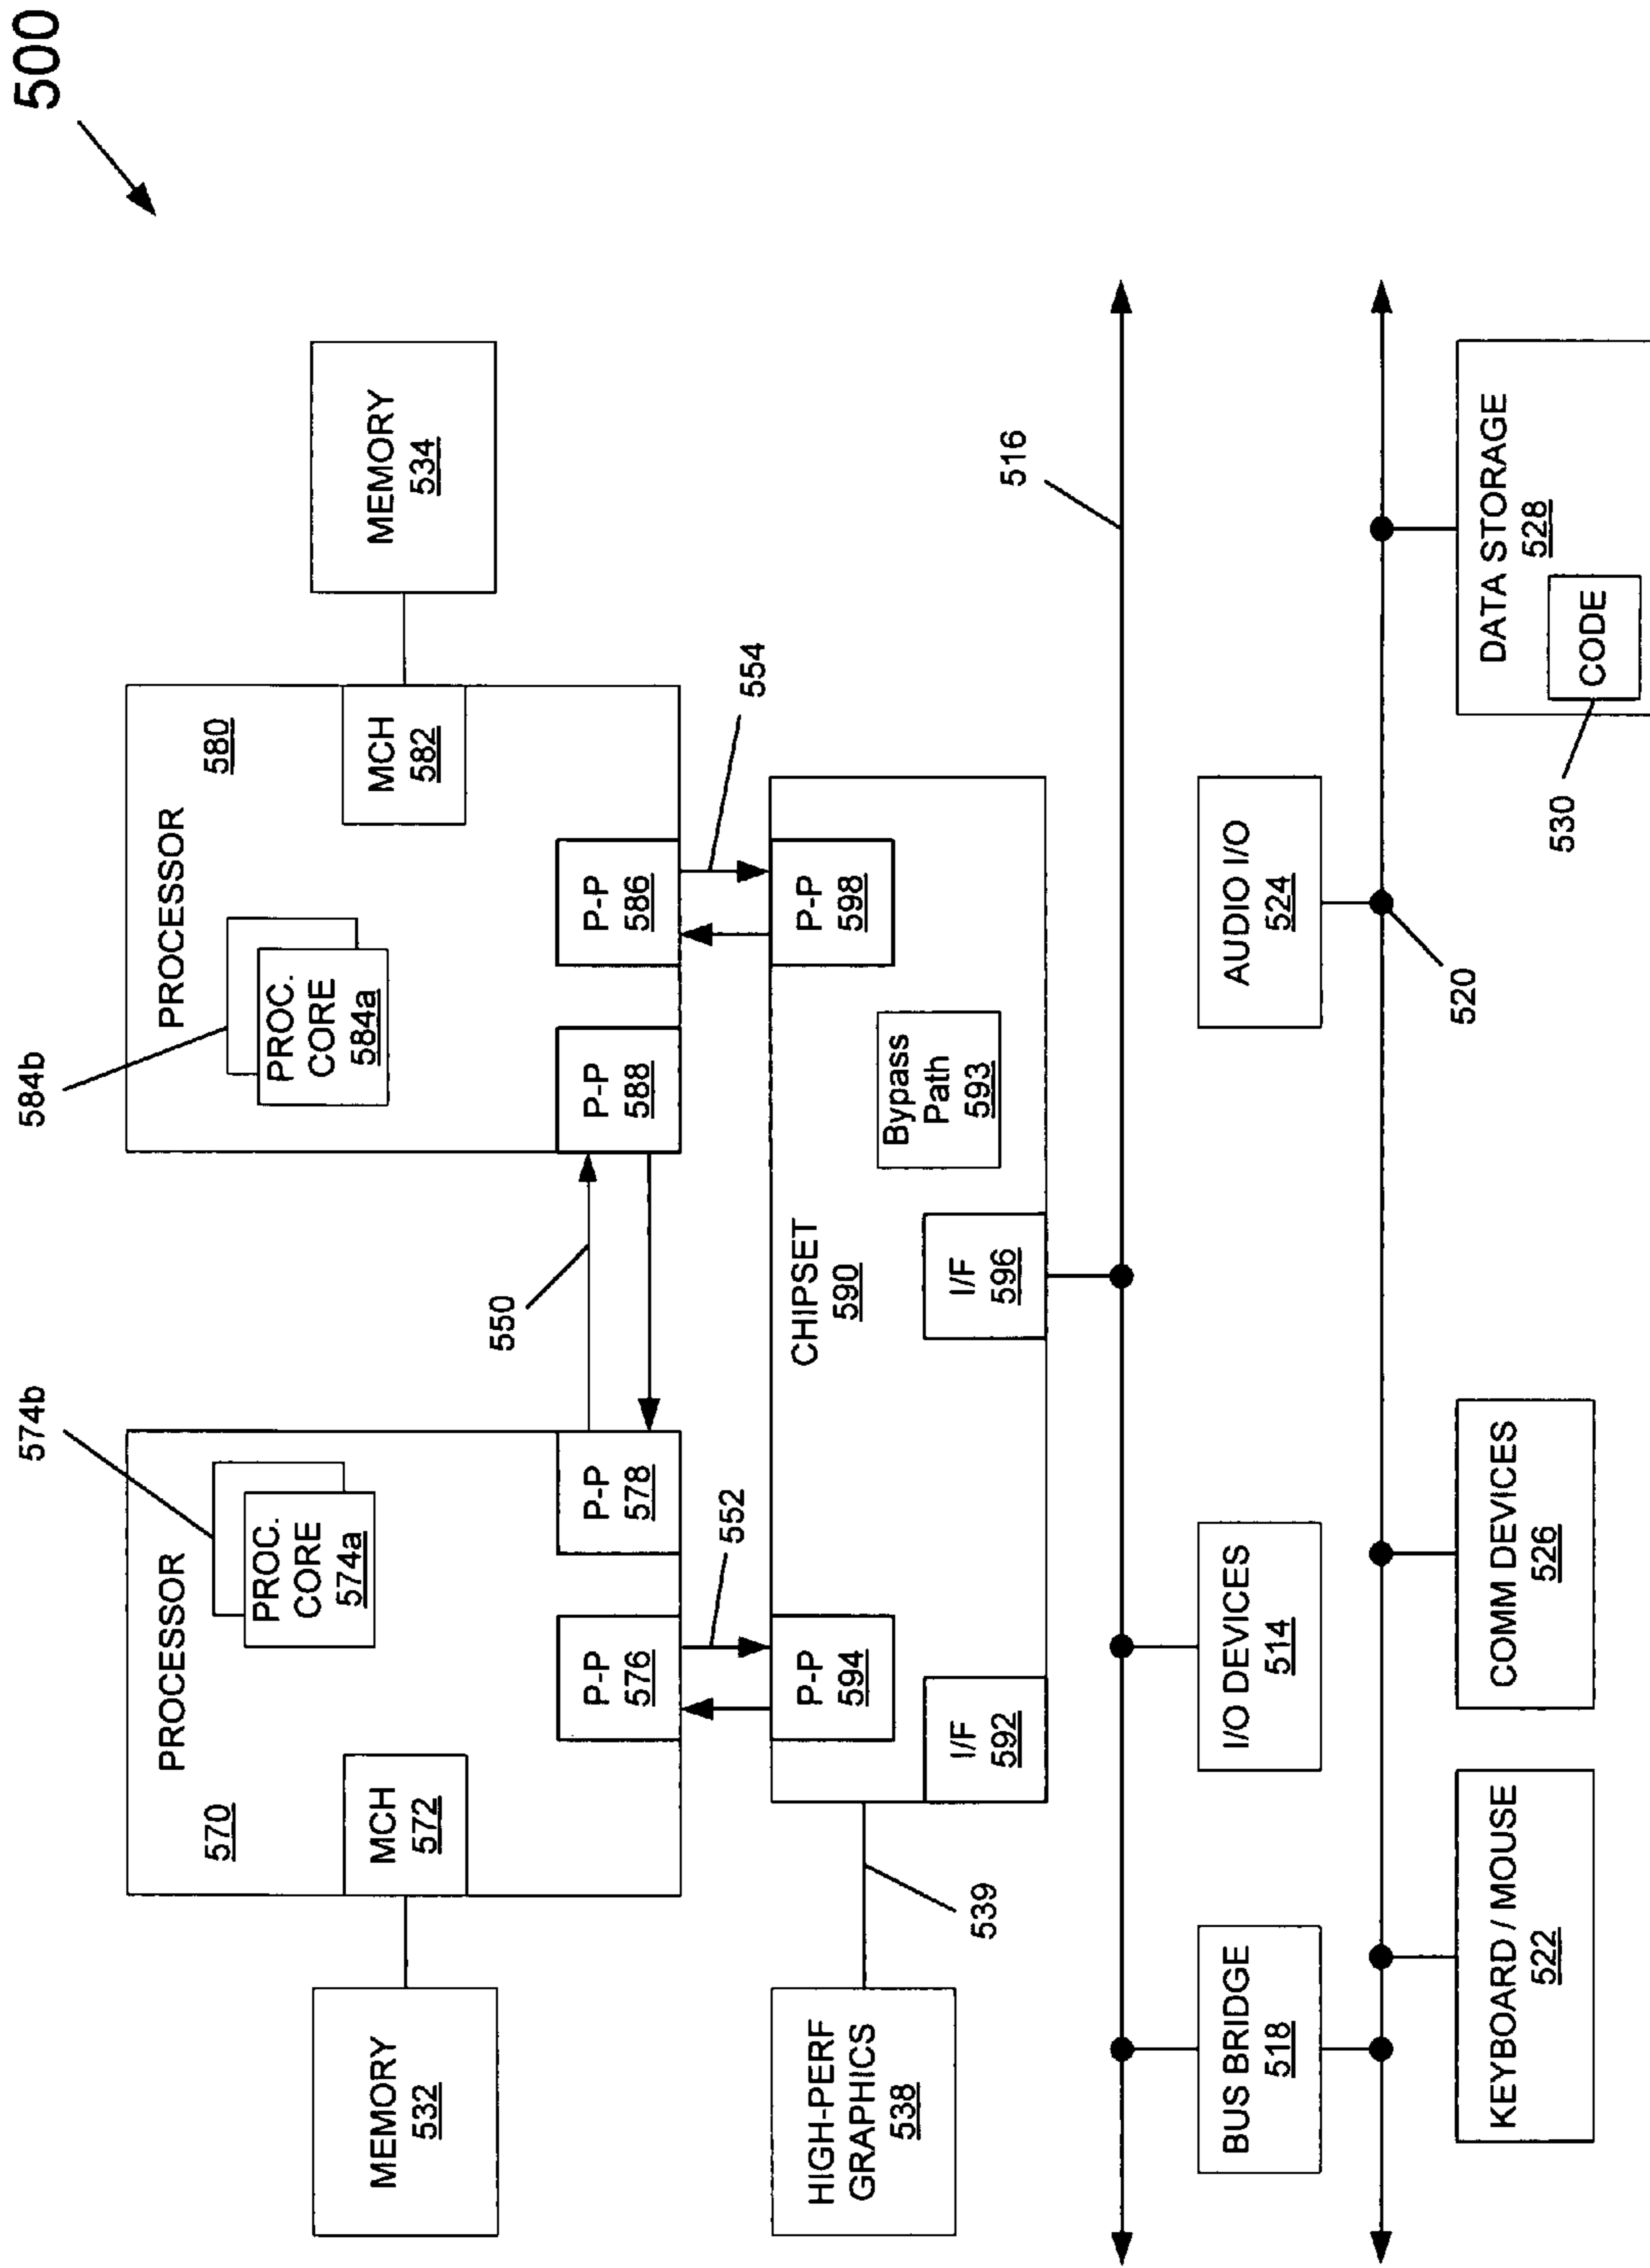 500
574b
584b
PROCESSOR
570
PROC.
CORE
574a
MCH
572
P-P
576
P-P
578
PROCESSOR
580
PROC.
CORE
584a
MCH
582
P-P
588
P-P
586
MEMORY
532
MEMORY
534
550
552
554
HIGH-PERF
GRAPHICS
538
539
P-P
594
P-P
598
CHIPSET
590
Bypass
Path
593
I/F
592
I/F
596
516
BUS BRIDGE
518
I/O DEVICES
514
AUDIO I/O
524
520
KEYBOARD / MOUSE
522
COMM DEVICES
526
DATA STORAGE
528
CODE
530